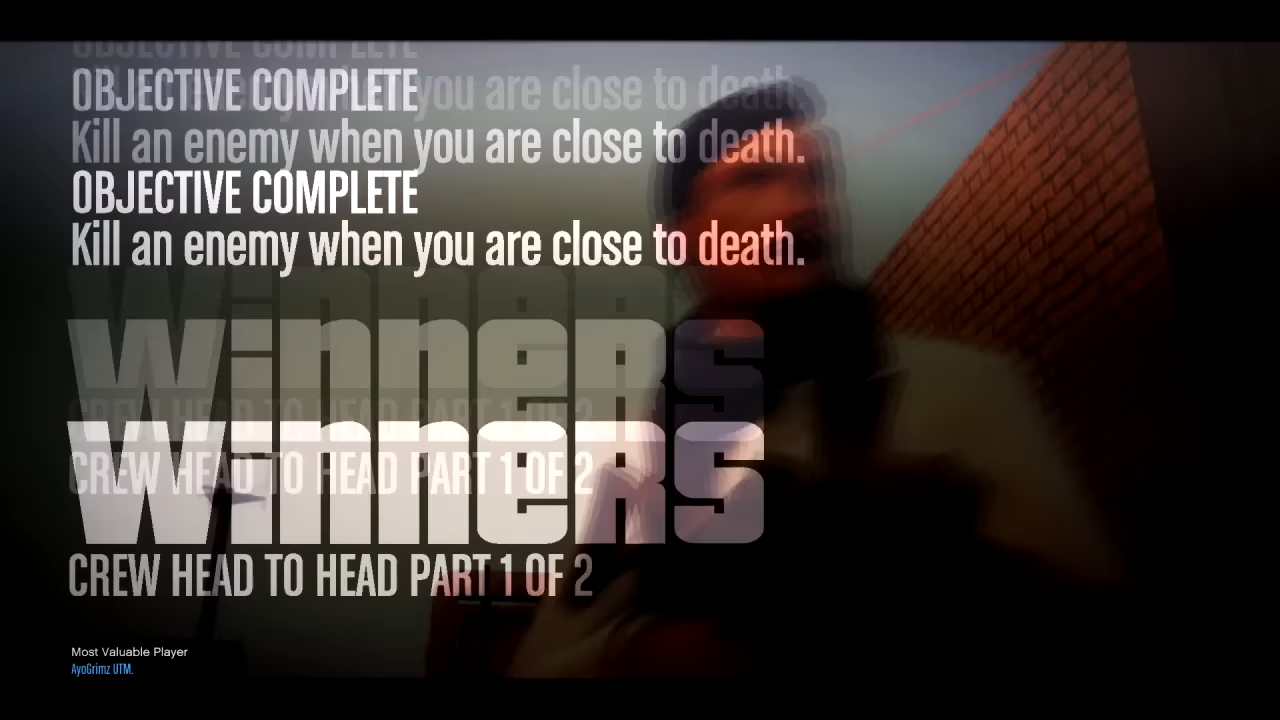 OBJECTIVE COMPLETE
Kill an enemy when you are close to death.
OBJECTIVE COMPLETE
Kill an enemy when you are close to death.
WinneRs
WinneRs
CREW HEAD TO HEAD PART 1 OF 2
CREW HEAD TO HEAD PART 1 OF 2
Most Valuable Player
AyoGrimz UTM.